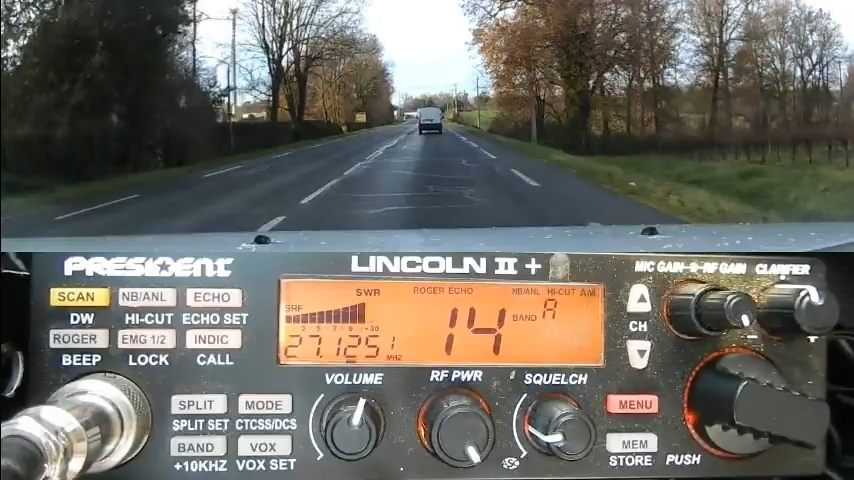 PRESIDENT
LINCOLN II +
MIC GAIN-S-RF GAIN CLARIFIER
SCAN NB/ANL ECHO
DW HI-CUT ECHO SET
ROGER EMG 1/2 INDIC
BEEP LOCK CALL
SWR ROGER ECHO NB/ANL HI-CUT AM
SRF
27.1251 MHZ
14 BAND A
CH
VOLUME RF PWR SQUELCH
SPLIT MODE
SPLIT SET CTCSS/DCS
BAND VOX
+10KHZ VOX SET
MENU
MEM
STORE PUSH